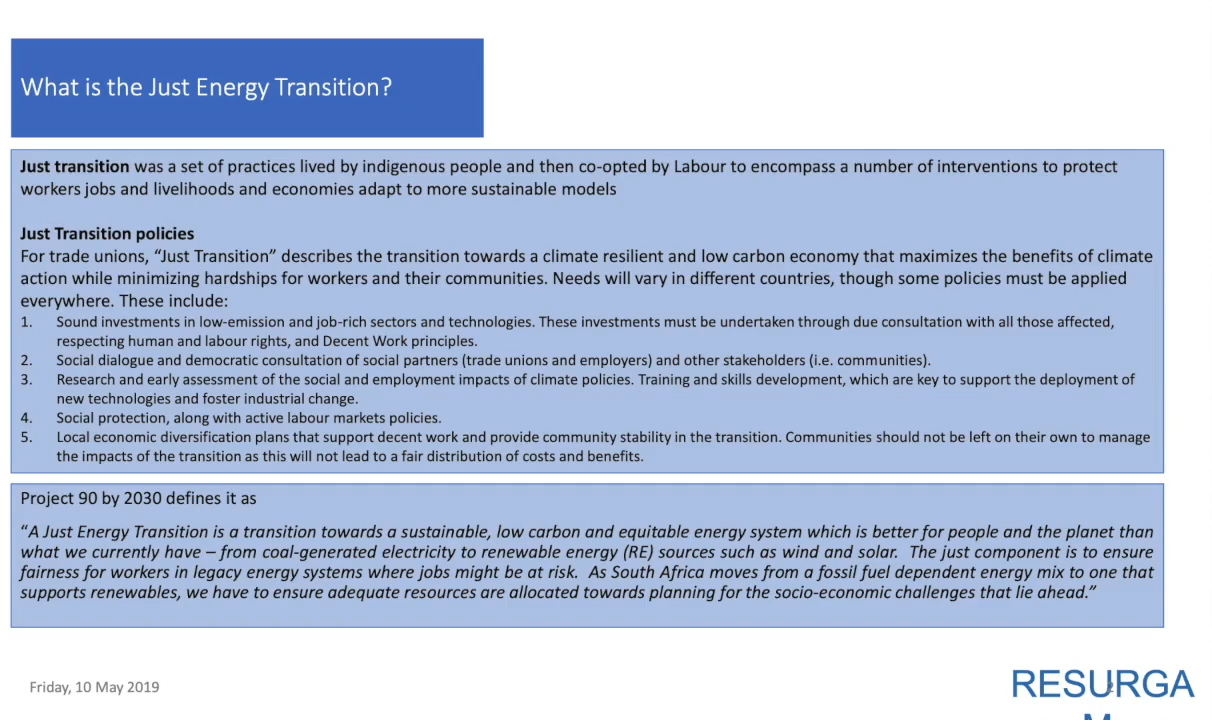 What is the Just Energy Transition?
Just transition was a set of practices lived by indigenous people and then co-opted by Labour to encompass a number of interventions to protect
workers jobs and livelihoods and economies adapt to more sustainable models
Just Transition policies
For trade unions, “Just Transition” describes the transition towards a climate resilient and low carbon economy that maximizes the benefits of climate
action while minimizing hardships for workers and their communities. Needs will vary in different countries, though some policies must be applied
everywhere. These include:
1. Sound investments in low-emission and job-rich sectors and technologies. These investments must be undertaken through due consultation with all those affected,
respecting human and labour rights, and Decent Work principles.
2. Social dialogue and democratic consultation of social partners (trade unions and employers) and other stakeholders (i.e. communities).
3. Research and early assessment of the social and employment impacts of climate policies. Training and skills development, which are key to support the deployment of
new technologies and foster industrial change.
4. Social protection, along with active labour markets policies.
5. Local economic diversification plans that support decent work and provide community stability in the transition. Communities should not be left on their own to manage
the impacts of the transition as this will not lead to a fair distribution of costs and benefits.
Project 90 by 2030 defines it as
“A Just Energy Transition is a transition towards a sustainable, low carbon and equitable energy system which is better for people and the planet than
what we currently have – from coal-generated electricity to renewable energy (RE) sources such as wind and solar. The just component is to ensure
fairness for workers in legacy energy systems where jobs might be at risk. As South Africa moves from a fossil fuel dependent energy mix to one that
supports renewables, we have to ensure adequate resources are allocated towards planning for the socio-economic challenges that lie ahead.”
Friday, 10 May 2019
RESURGA
M
2